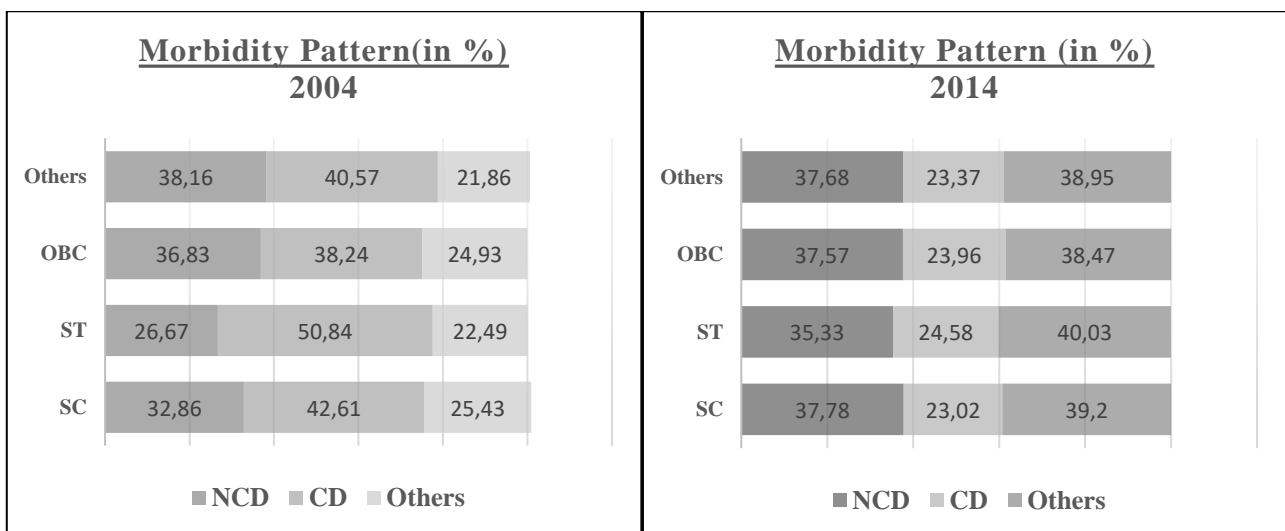 Morbidity Pattern(in %)
2004
Others 38,16 40,57 21,86
OBC 36,83 38,24 24,93
ST 26,67 50,84 22,49
SC 32,86 42,61 25,43
NCD CD Others
Morbidity Pattern (in %)
2014
Others 37,68 23,37 38,95
OBC 37,57 23,96 38,47
ST 35,33 24,58 40,03
SC 37,78 23,02 39,2
NCD CD Others